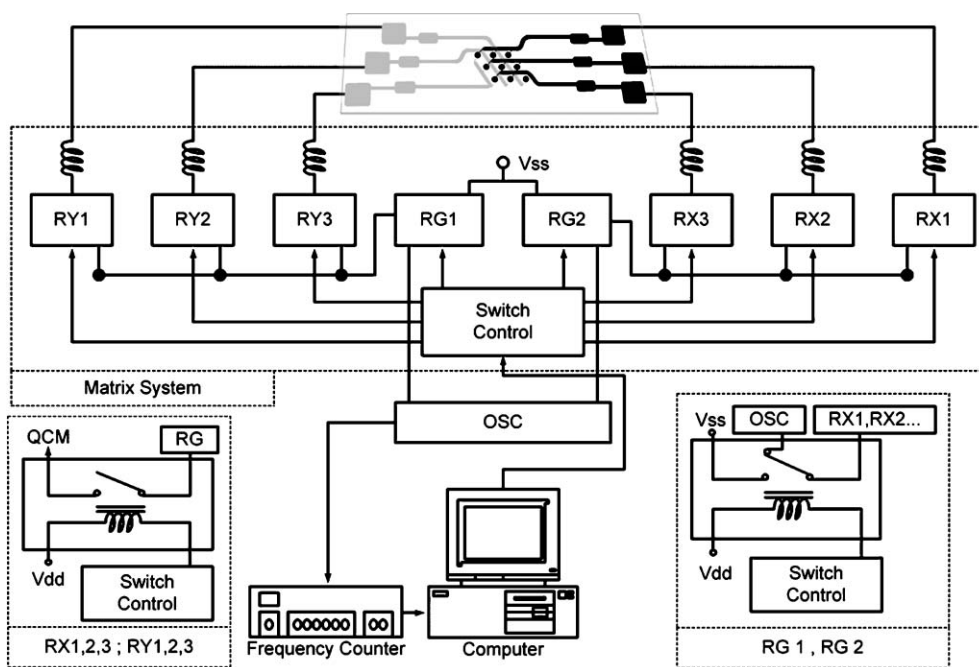 Vss
RY1
RY2
RY3
RG1
RG2
RX3
RX2
RX1
Switch
Control
Matrix System
OSC
QCM
RG
Vdd
Switch
Control
RX1,2,3 ; RY1,2,3
Frequency Counter
Computer
Vss
OSC
RX1,RX2...
Vdd
Switch
Control
RG 1 , RG 2